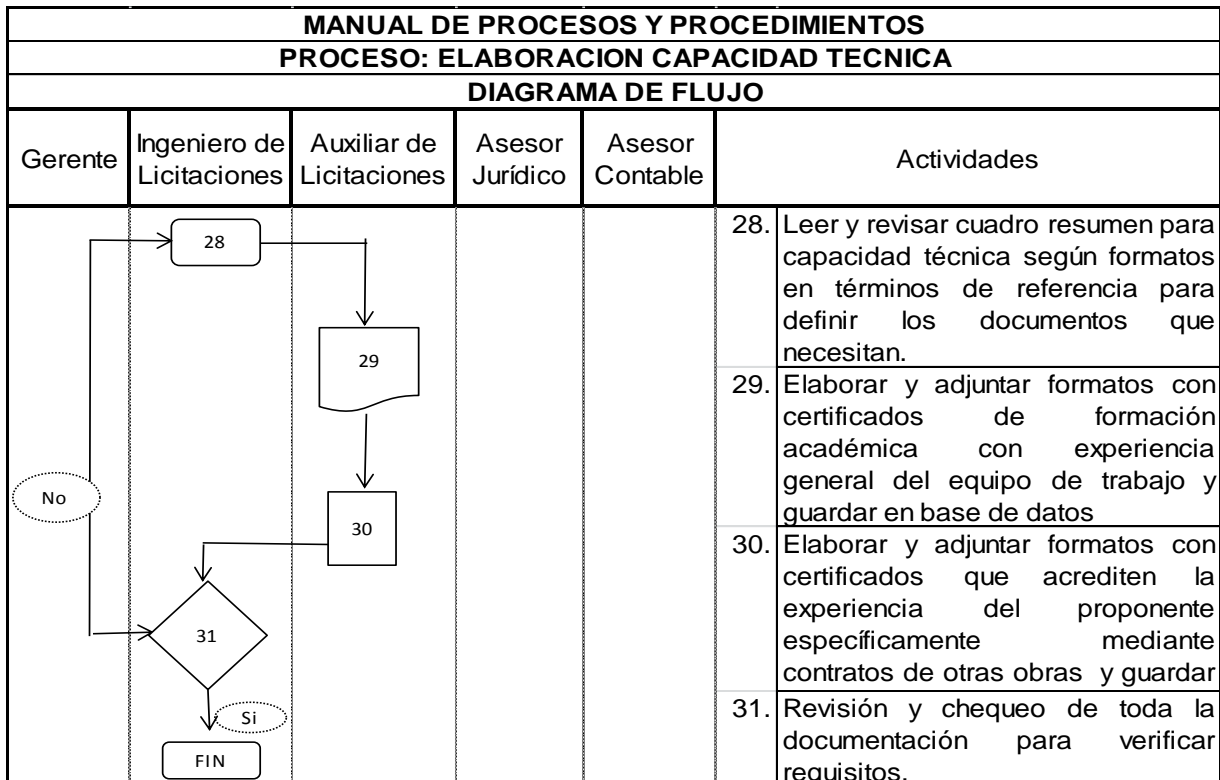 MANUAL DE PROCESOS Y PROCEDIMIENTOS
PROCESO: ELABORACION CAPACIDAD TECNICA
DIAGRAMA DE FLUJO
Gerente
Ingeniero de
Licitaciones
Auxiliar de
Licitaciones
Asesor
Jurídico
Asesor
Contable
Actividades
28
29
30
No
31
Si
FIN
28. Leer y revisar cuadro resumen para
capacidad técnica según formatos
en términos de referencia para
definir los documentos que
necesitan.
29. Elaborar y adjuntar formatos con
certificados de formación
académica con experiencia
general del equipo de trabajo y
guardar en base de datos
30. Elaborar y adjuntar formatos con
certificados que acrediten la
experiencia del proponente
específicamente mediante
contratos de otras obras y guardar
31. Revisión y chequeo de toda la
documentación para verificar
requisitos.